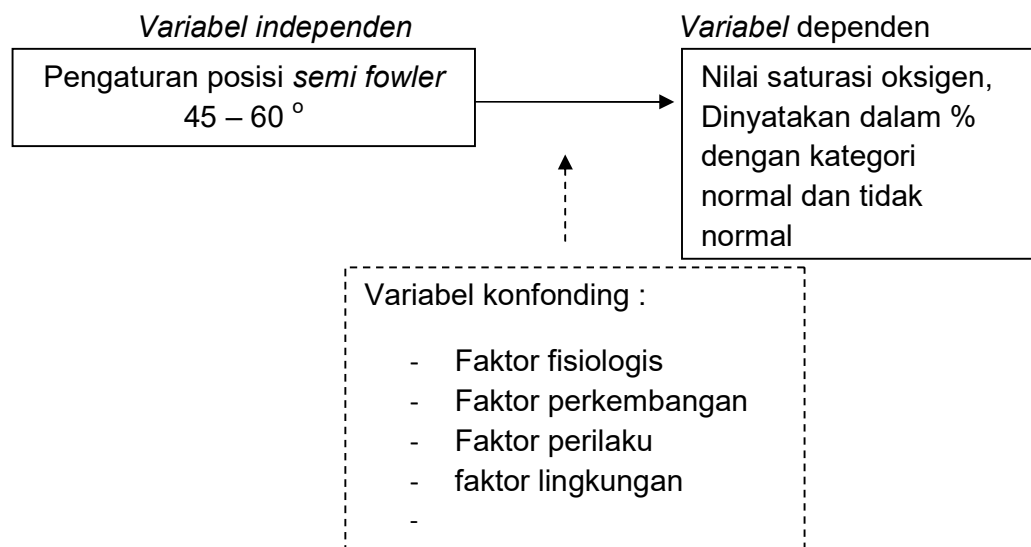 Variabel independen
Variabel dependen
Pengaturan posisi semi fowler
45 – 60 °
Nilai saturasi oksigen,
Dinyatakan dalam %
dengan kategori
normal dan tidak
normal
Variabel konfonding :
- Faktor fisiologis
- Faktor perkembangan
- Faktor perilaku
- faktor lingkungan
-